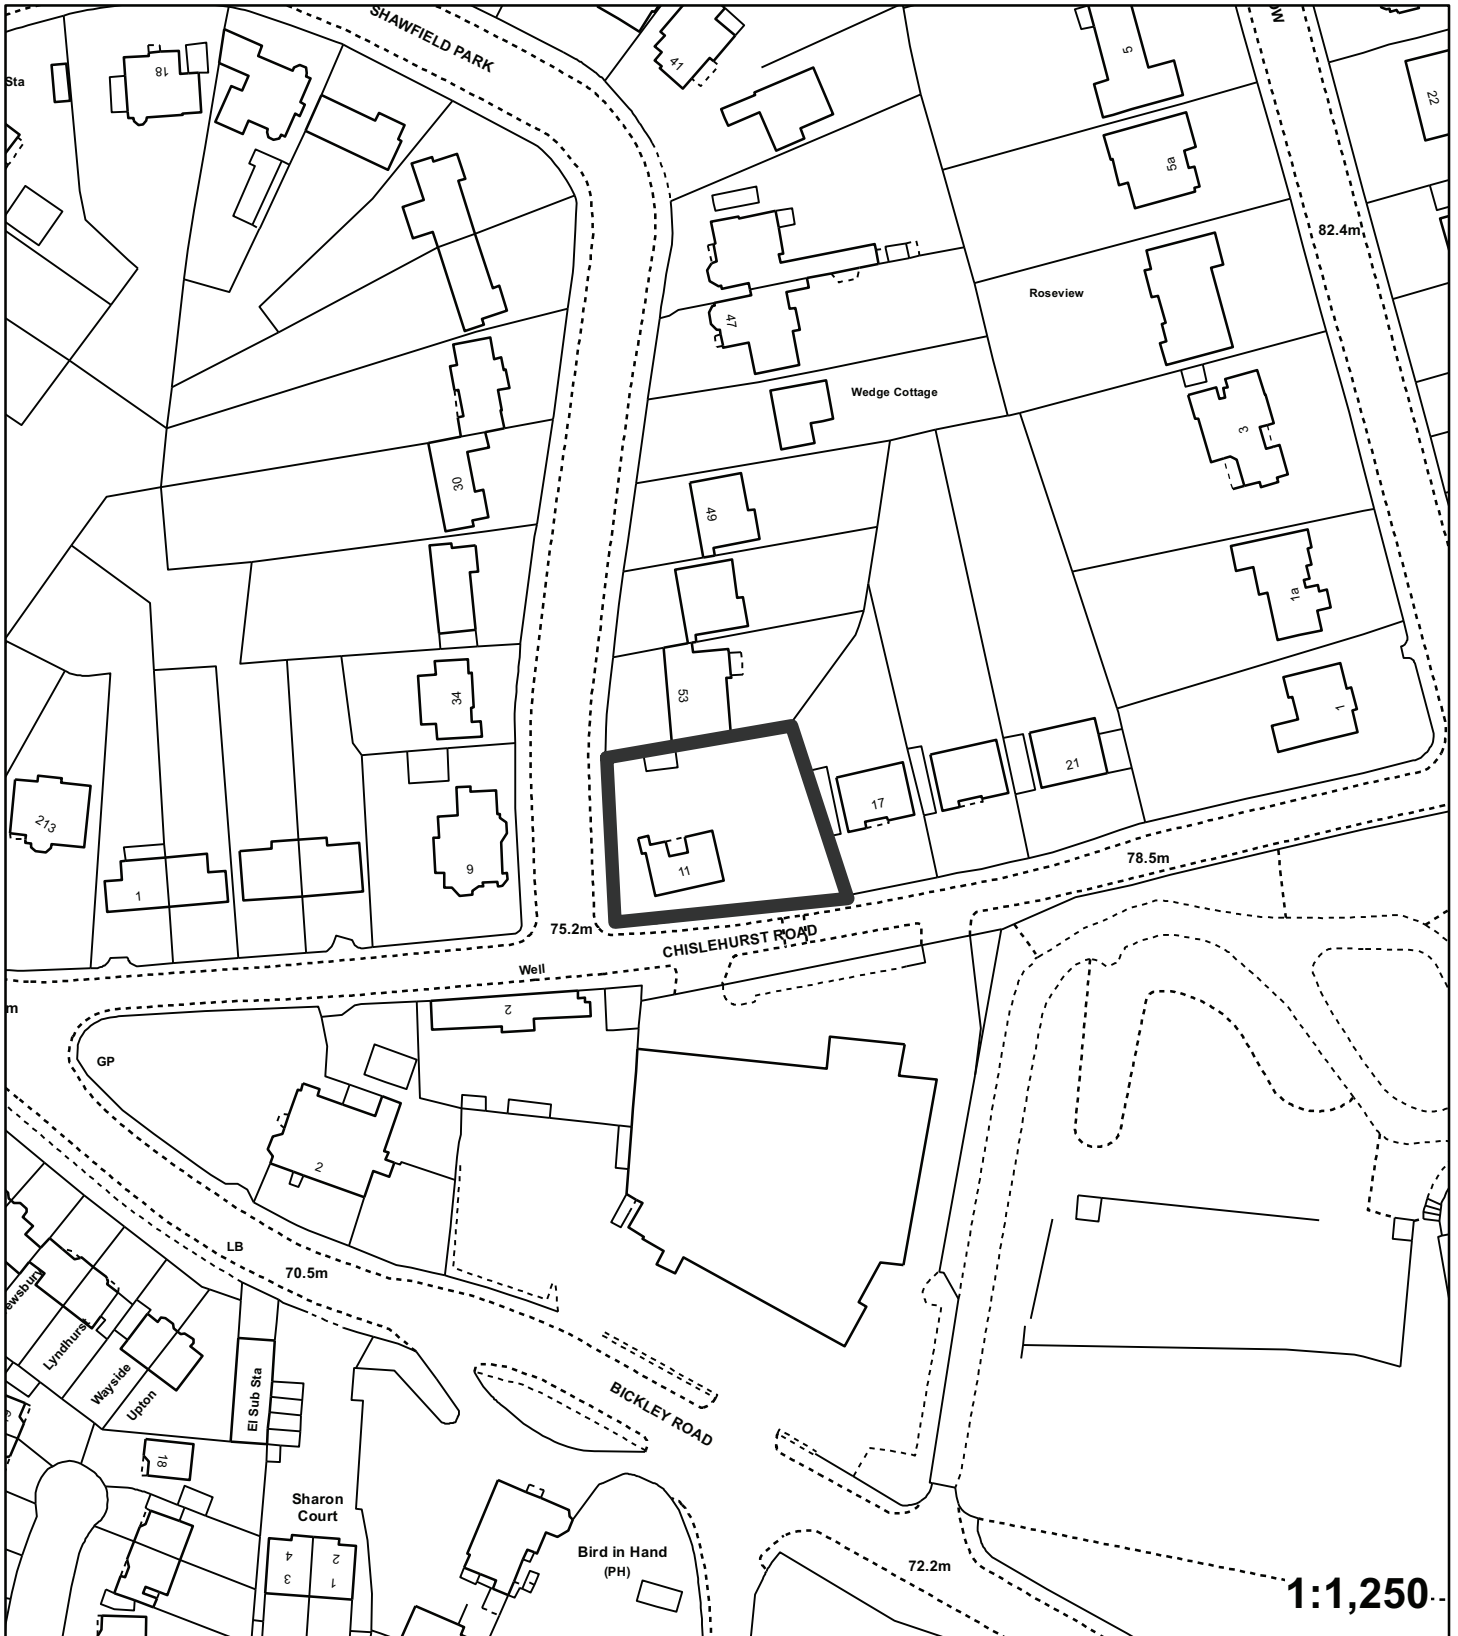 SHAWFIELD PARK
Sta
18
41
5
22
5a
82.4m
Roseview
47
Wedge Cottage
3
30
49
1a
34
53
1
213
17
21
9
1
11
78.5m
75.2m
CHISLEHURST ROAD
Well
m
2
GP
2
LB
70.5m
Lyndhurst
Wayside
Upton
El Sub Sta
BICKLEY ROAD
18
Sharon
Court
Bird in Hand
(PH)
4
2
3
1
72.2m
1:1,250